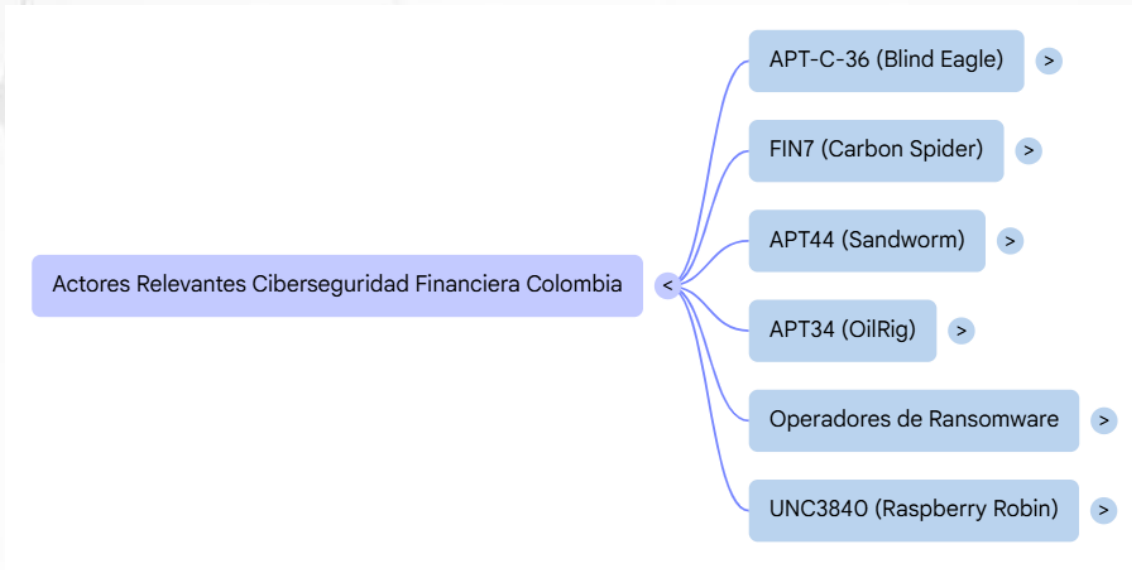 APT-C-36 (Blind Eagle) >
FIN7 (Carbon Spider) >
APT44 (Sandworm) >
Actores Relevantes Ciberseguridad Financiera Colombia <
APT34 (OilRig) >
Operadores de Ransomware >
UNC3840 (Raspberry Robin) >